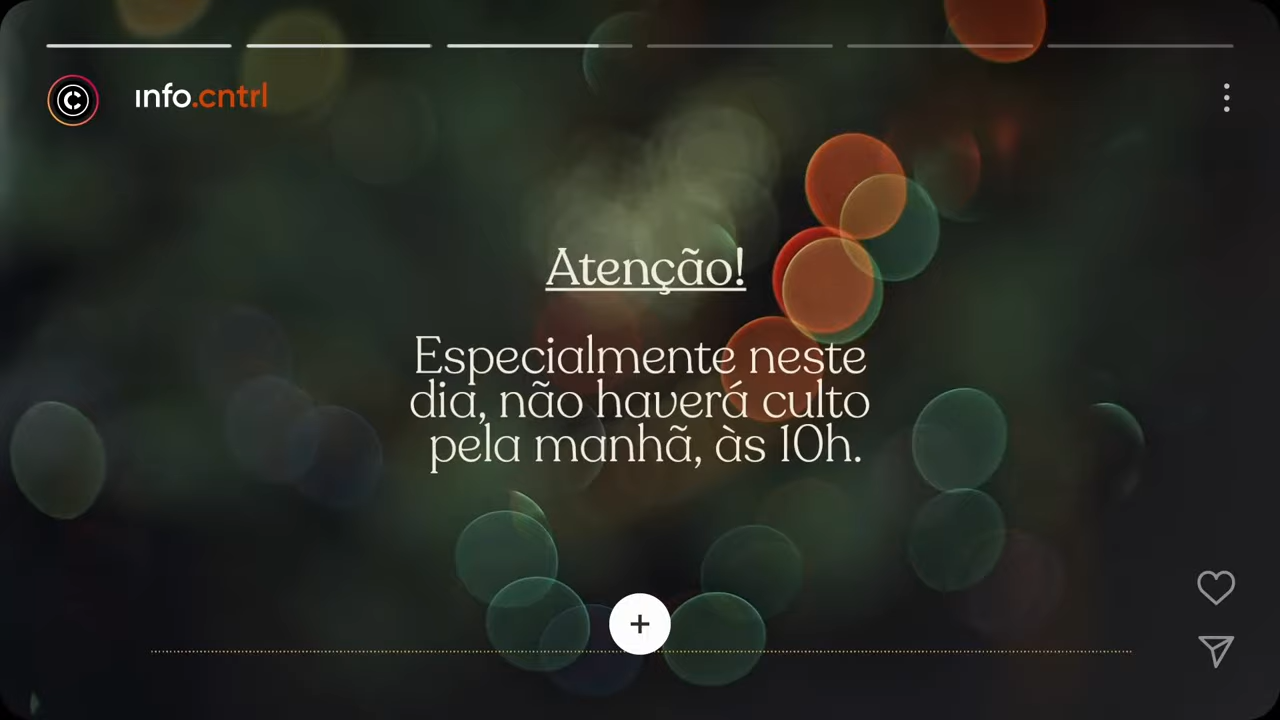 info.cntrl
Atenção!
Especialmente neste
dia, não haverá culto
pela manhã, às 10h.